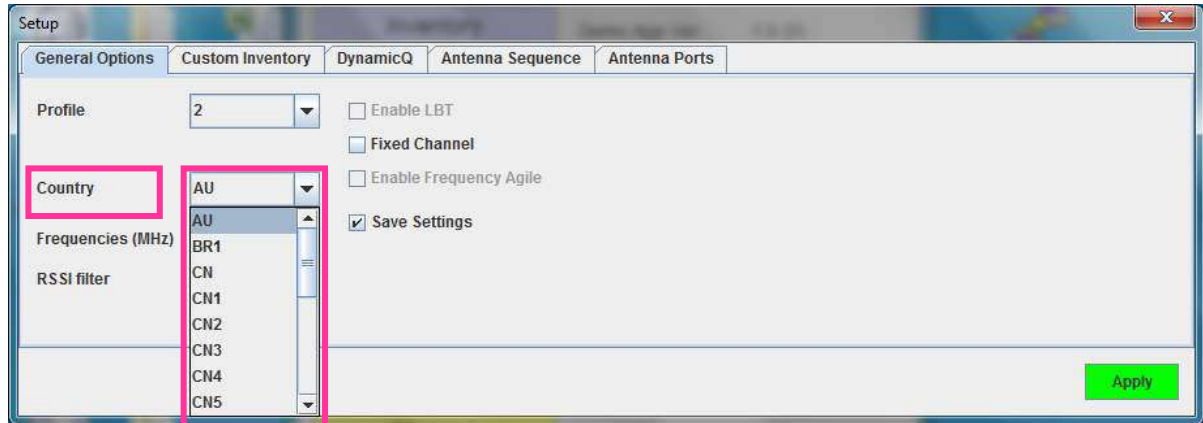 Setup
General Options Custom Inventory DynamicQ Antenna Sequence Antenna Ports
Profile 2 Enable LBT
Fixed Channel
Country AU Enable Frequency Agile
AU Save Settings
Frequencies (MHz) BR1
RSSI filter CN
CN1
CN2
CN3
CN4
CN5
Apply